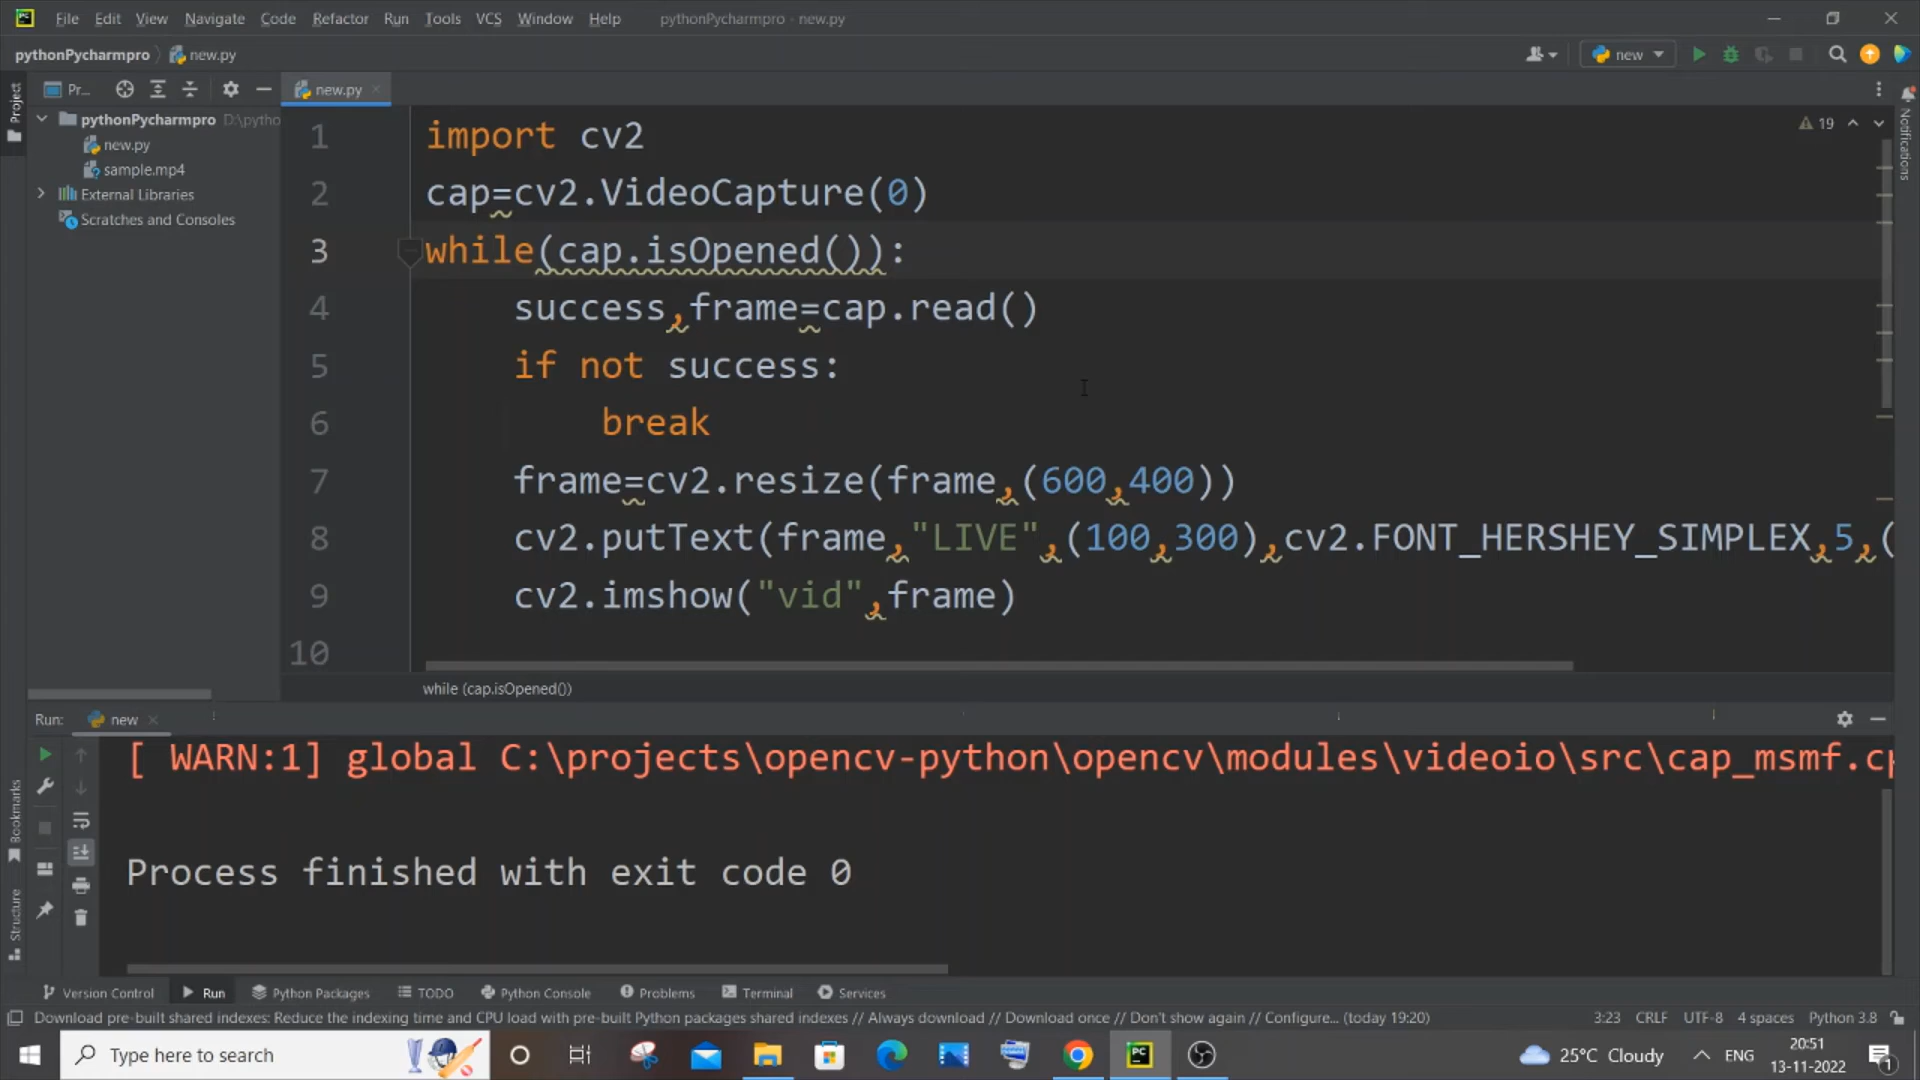 File Edit View Navigate Code Refactor Run Tools VCS Window Help pythonPycharmpro - new.py
pythonPycharmpro new.py new
Pr... new.py
Project
Notifications
pythonPycharmpro D:\pytho
new.py
sample.mp4
External Libraries
Scratches and Consoles
19
1 import cv2
2 cap=cv2.VideoCapture(0)
3 while(cap.isOpened()):
4 success,frame=cap.read()
5 if not success:
6 break
7 frame=cv2.resize(frame,(600,400))
8 cv2.putText(frame,"LIVE",(100,300),cv2.FONT_HERSHEY_SIMPLEX,5,(
9 cv2.imshow("vid",frame)
10
while (cap.isOpened())
Run: new
[ WARN:1] global C:\projects\opencv-python\opencv\modules\videoio\src\cap_msmf.cp
Process finished with exit code 0
Bookmarks
Structure
Version Control Run Python Packages TODO Python Console Problems Terminal Services
Download pre-built shared indexes: Reduce the indexing time and CPU load with pre-built Python packages shared indexes // Always download // Download once // Don't show again // Configure... (today 19:20) 3:23 CRLF UTF-8 4 spaces Python 3.8
Type here to search 25°C Cloudy ENG 20:51
13-11-2022
1